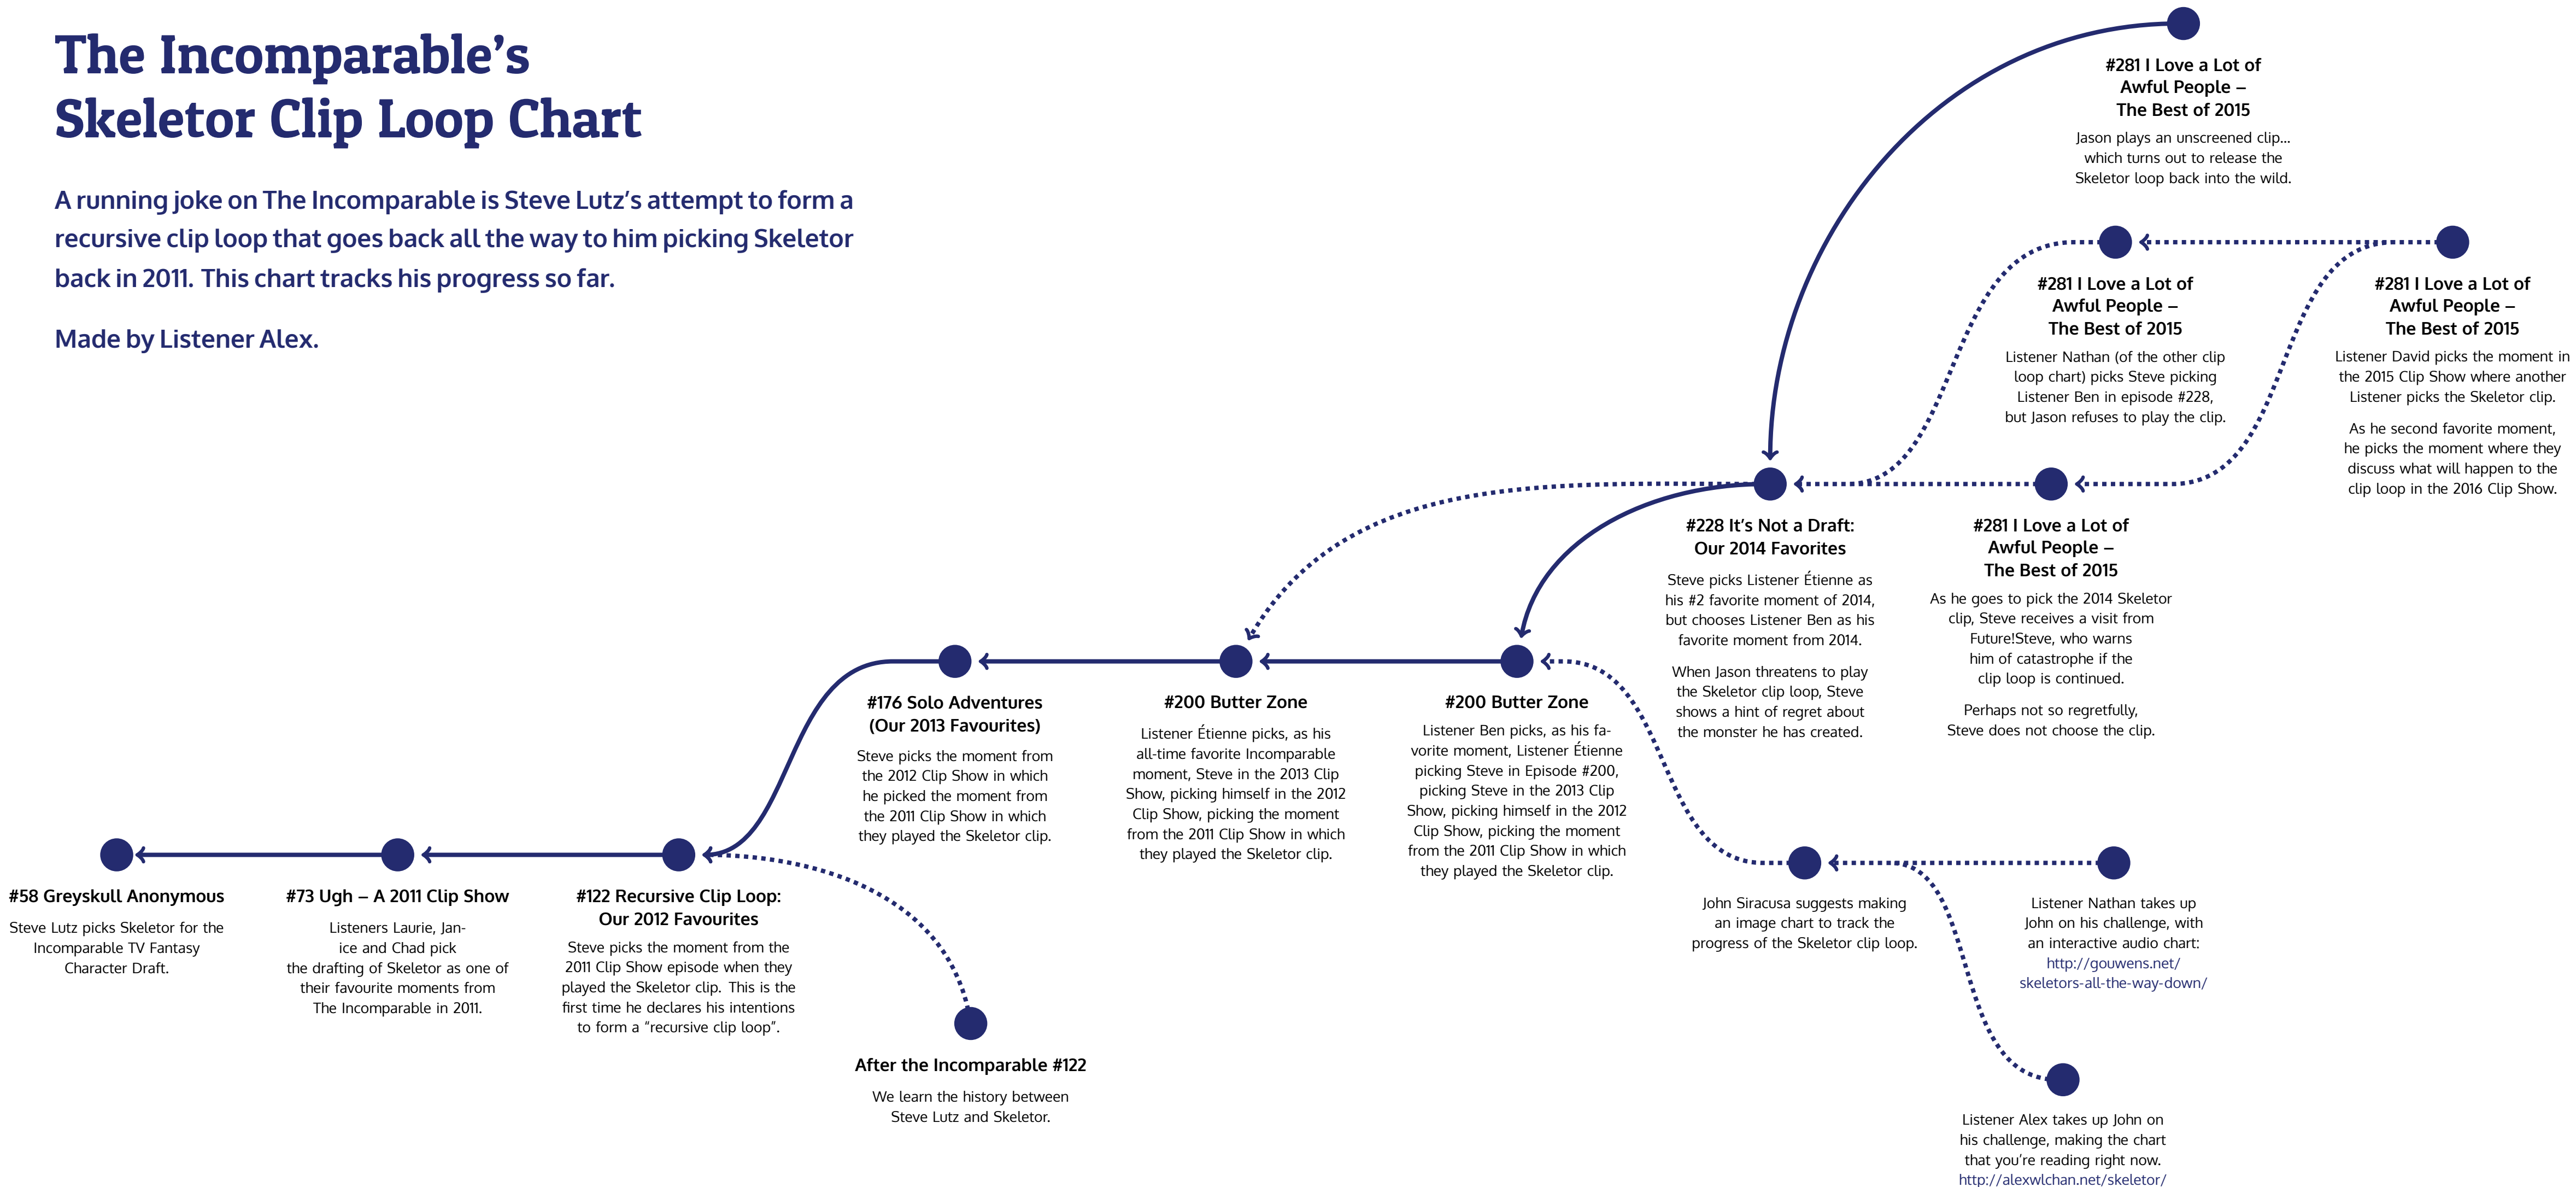 The Incomparable’s
Skeletor Clip Loop Chart
A running joke on The Incomparable is Steve Lutz’s attempt to form a
recursive clip loop that goes back all the way to him picking Skeletor
back in 2011. This chart tracks his progress so far.
Made by Listener Alex.
#281 I Love a Lot of
Awful People –
The Best of 2015
Jason plays an unscreened clip...
which turns out to release the
Skeletor loop back into the wild.
#281 I Love a Lot of
Awful People –
The Best of 2015
Listener Nathan (of the other clip
loop chart) picks Steve picking
Listener Ben in episode #228,
but Jason refuses to play the clip.
#281 I Love a Lot of
Awful People –
The Best of 2015
Listener David picks the moment in
the 2015 Clip Show where another
Listener picks the Skeletor clip.
As he second favorite moment,
he picks the moment where they
discuss what will happen to the
clip loop in the 2016 Clip Show.
#228 It’s Not a Draft:
Our 2014 Favorites
Steve picks Listener Étienne as
his #2 favorite moment of 2014,
but chooses Listener Ben as his
favorite moment from 2014.
When Jason threatens to play
the Skeletor clip loop, Steve
shows a hint of regret about
the monster he has created.
#281 I Love a Lot of
Awful People –
The Best of 2015
As he goes to pick the 2014 Skeletor
clip, Steve receives a visit from
Future!Steve, who warns
him of catastrophe if the
clip loop is continued.
Perhaps not so regretfully,
Steve does not choose the clip.
#176 Solo Adventures
(Our 2013 Favourites)
Steve picks the moment from
the 2012 Clip Show in which
he picked the moment from
the 2011 Clip Show in which
they played the Skeletor clip.
#200 Butter Zone
Listener Étienne picks, as his
all-time favorite Incomparable
moment, Steve in the 2013 Clip
Show, picking himself in the 2012
Clip Show, picking the moment
from the 2011 Clip Show in which
they played the Skeletor clip.
#200 Butter Zone
Listener Ben picks, as his fa-
vorite moment, Listener Étienne
picking Steve in Episode #200,
picking Steve in the 2013 Clip
Show, picking himself in the 2012
Clip Show, picking the moment
from the 2011 Clip Show in which
they played the Skeletor clip.
#58 Greyskull Anonymous
Steve Lutz picks Skeletor for the
Incomparable TV Fantasy
Character Draft.
#73 Ugh – A 2011 Clip Show
Listeners Laurie, Jan-
ice and Chad pick
the drafting of Skeletor as one of
their favourite moments from
The Incomparable in 2011.
#122 Recursive Clip Loop:
Our 2012 Favourites
Steve picks the moment from the
2011 Clip Show episode when they
played the Skeletor clip. This is the
first time he declares his intentions
to form a “recursive clip loop”.
John Siracusa suggests making
an image chart to track the
progress of the Skeletor clip loop.
Listener Nathan takes up
John on his challenge, with
an interactive audio chart:
http://gouwens.net/
skeletors-all-the-way-down/
After the Incomparable #122
We learn the history between
Steve Lutz and Skeletor.
Listener Alex takes up John on
his challenge, making the chart
that you’re reading right now.
http://alexwlchan.net/skeletor/